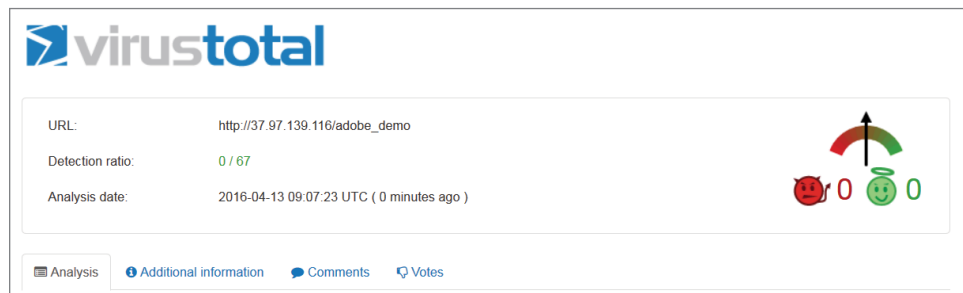 virustotal
URL: http://37.97.139.116/adobe_demo
Detection ratio: 0 / 67
Analysis date: 2016-04-13 09:07:23 UTC ( 0 minutes ago )
0 0
Analysis Additional information Comments Votes